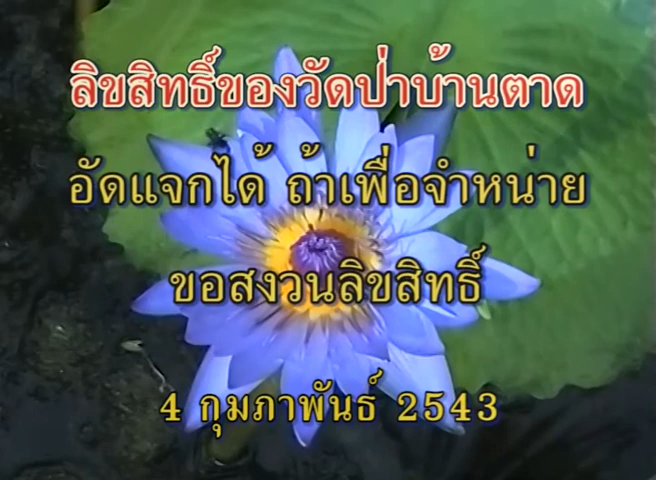 ลิขสิทธิ์ของวัดป่าบ้านตาด
อัดแจกได้ ถ้าเพื่อจำหน่าย
ขอสงวนลิขสิทธิ์
4 กุมภาพันธ์ 2543